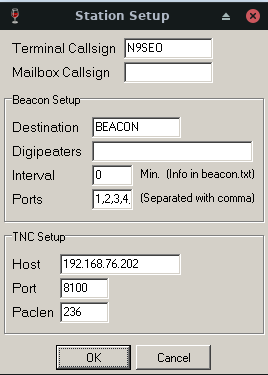 Station Setup
Terminal Callsign N9SEO
Mailbox Callsign
Beacon Setup
Destination BEACON
Digipeaters
Interval 0 Min. (Info in beacon.txt)
Ports 1,2,3,4, (Separated with comma)
TNC Setup
Host 192.168.76.202
Port 8100
Paclen 236
OK Cancel